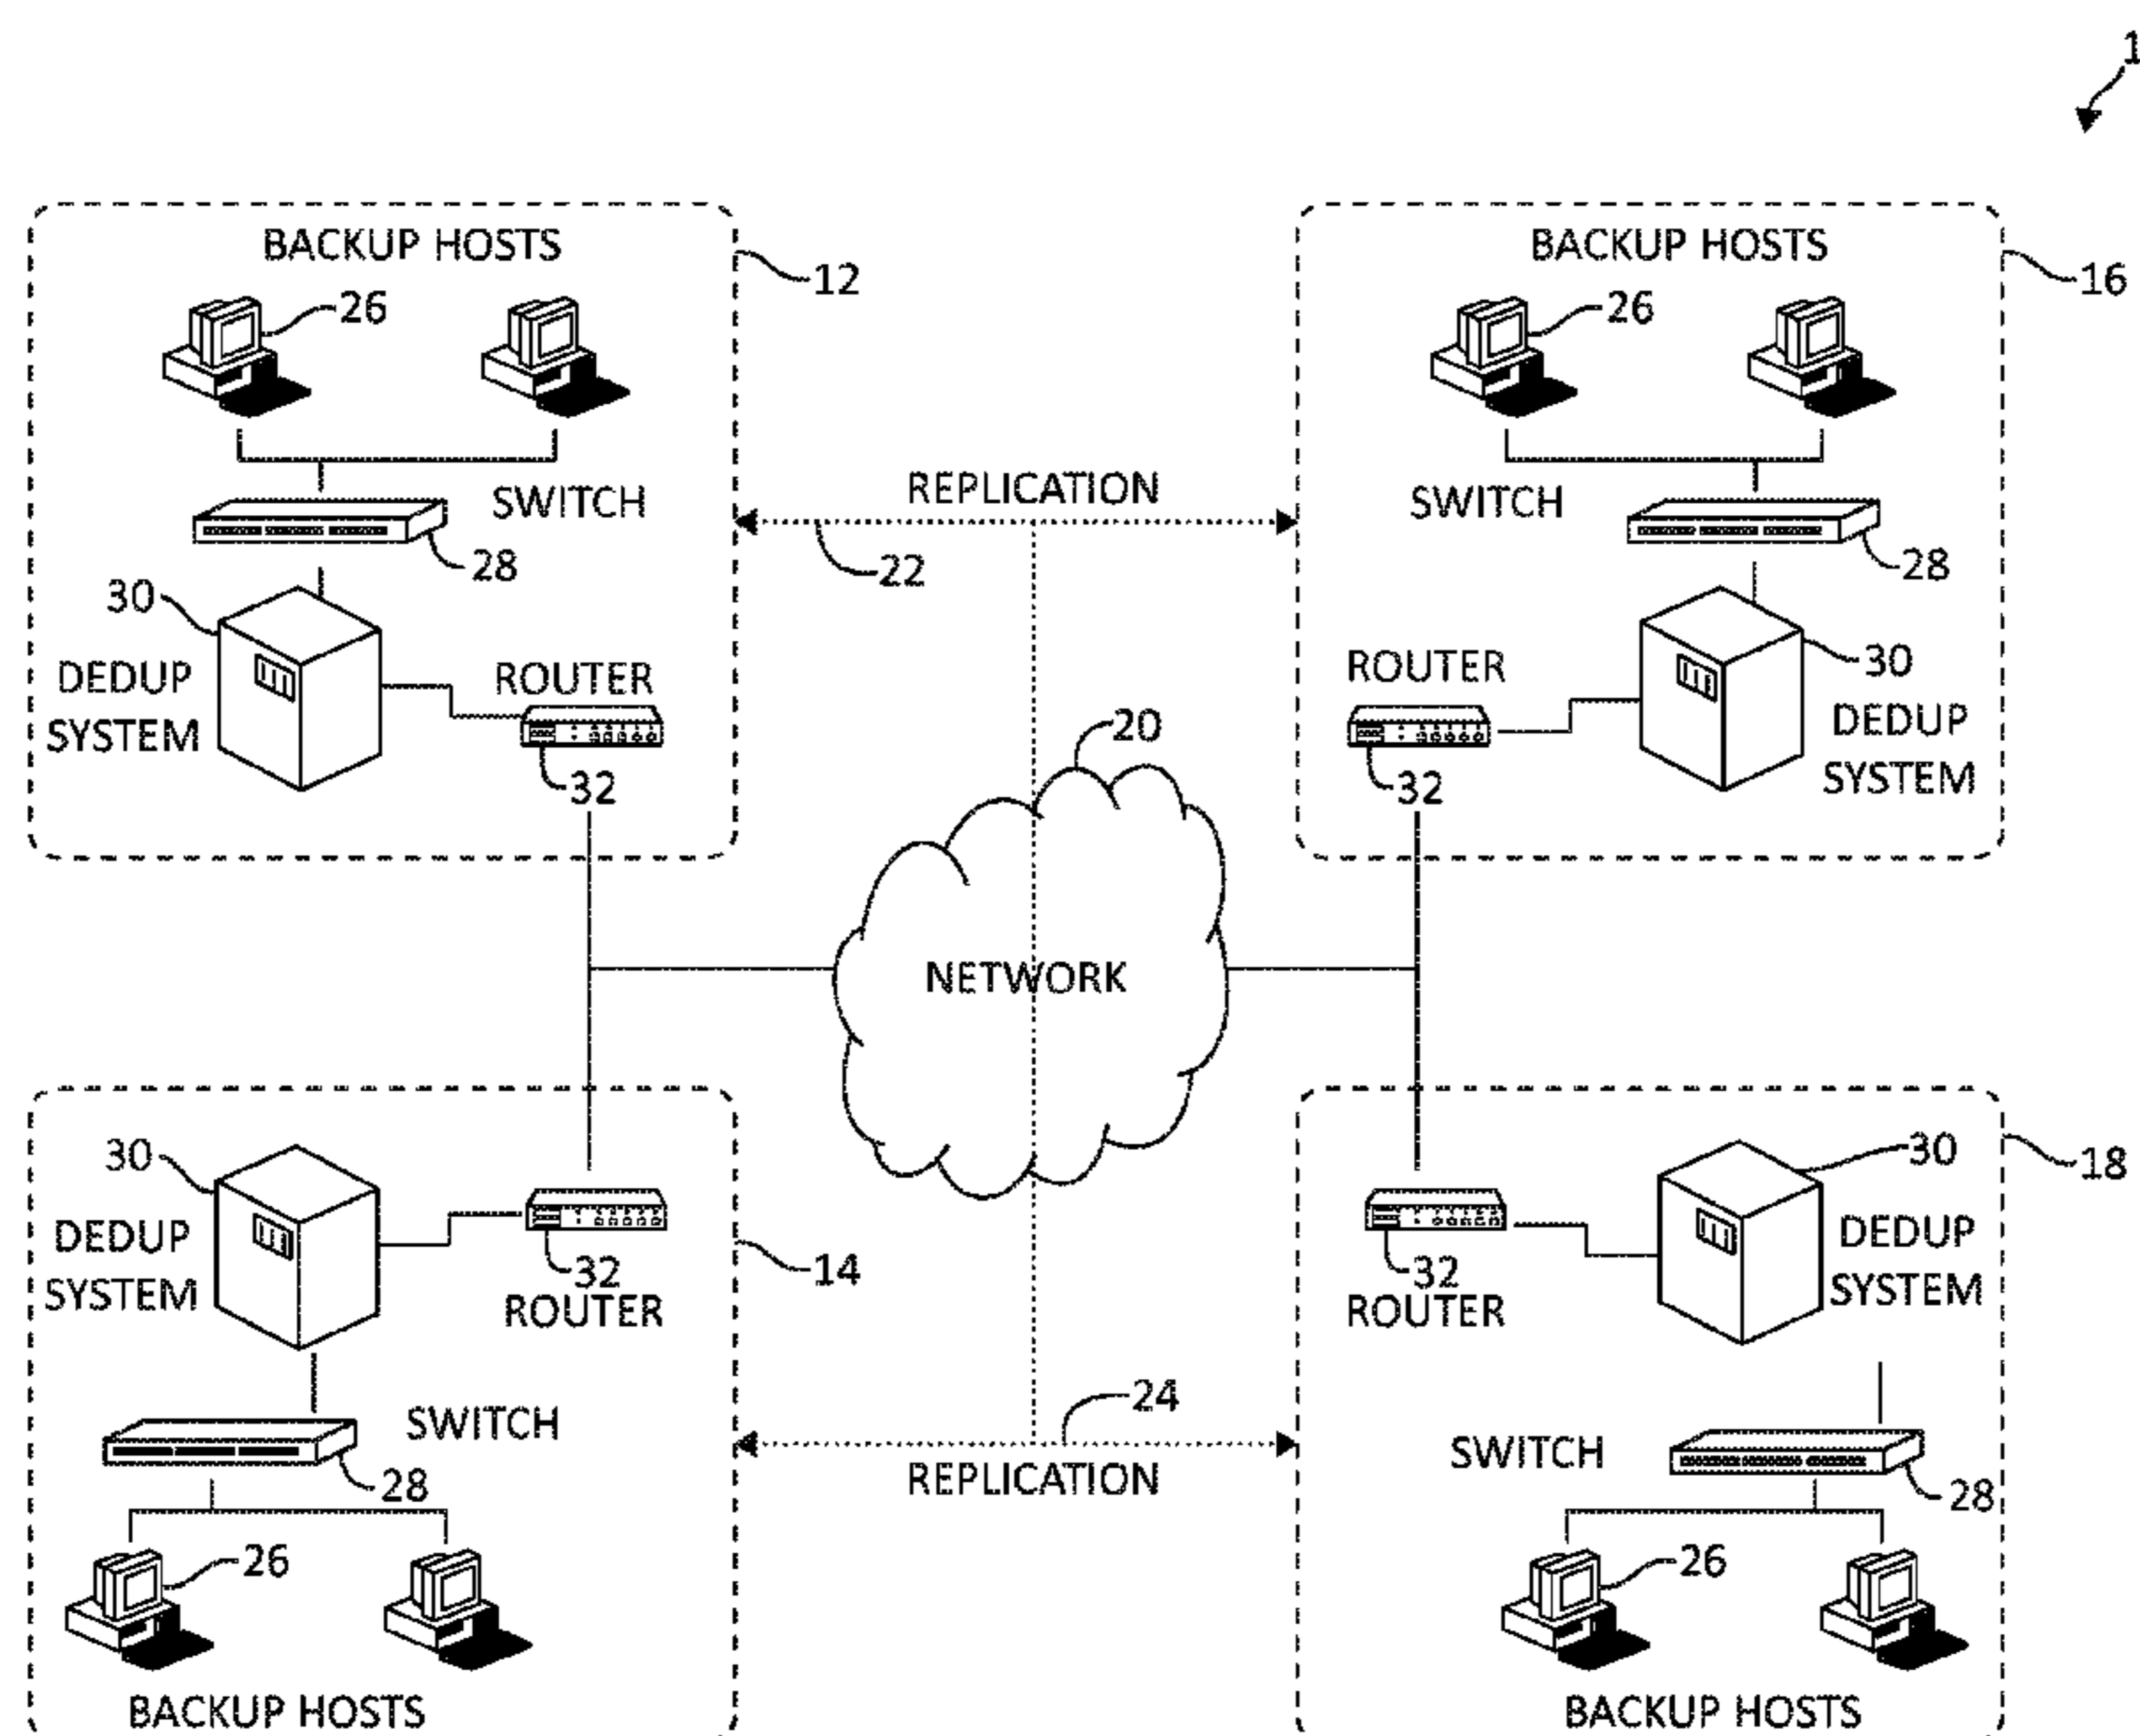 1
BACKUP HOSTS
BACKUP HOSTS
12
16
26
26
REPLICATION
SWITCH
SWITCH
28
22
28
30
30
ROUTER
ROUTER
DEDUP
SYSTEM
DEDUP
SYSTEM
20
32
32
NETWORK
30
30
18
DEDUP
SYSTEM
DEDUP
SYSTEM
32
14
32
ROUTER
ROUTER
24
SWITCH
SWITCH
REPLICATION
28
28
26
26
BACKUP HOSTS
BACKUP HOSTS